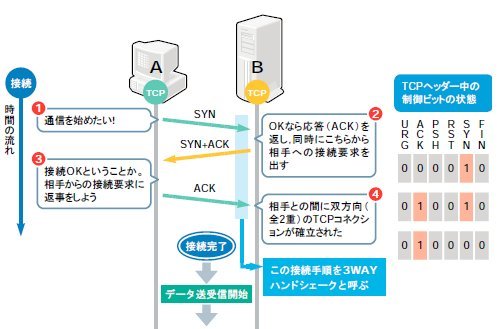 A
B
TCP
TCP
接続
時間の流れ
TCPヘッダー中の
制御ビットの状態
1
通信を始めたい!
SYN
2
OKなら応答(ACK)を
返し,同時にこちらから
相手への接続要求を
出す
SYN+ACK
3
接続OKということか。
相手からの接続要求に
返事をしよう
ACK
4
相手との間に双方向
(全2重)のTCPコネク
ションが確立された
接続完了
この接続手順を3WAY
ハンドシェークと呼ぶ
データ送受信開始
URG ACK PSH RST SYN FIN
0 0 0 0 1 0
0 1 0 0 1 0
0 1 0 0 0 0